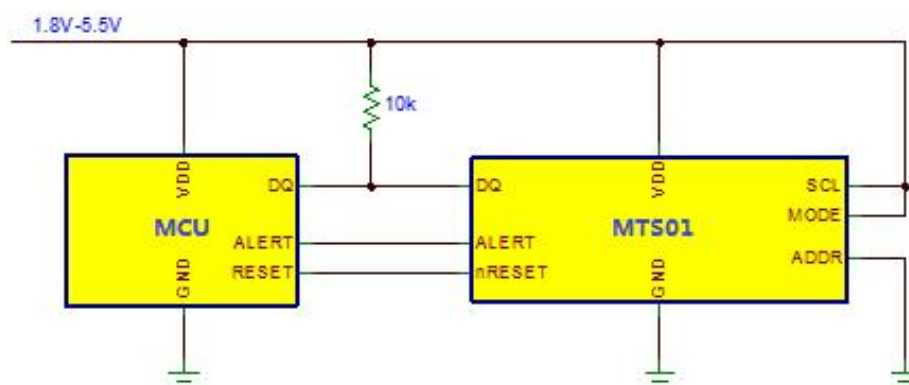 1.8V-5.5V
10k
VDD
DQ
MCU
ALERT
RESET
GND
VDD
DQ
SCL
MODE
MTS01
ALERT
ADDR
nRESET
GND